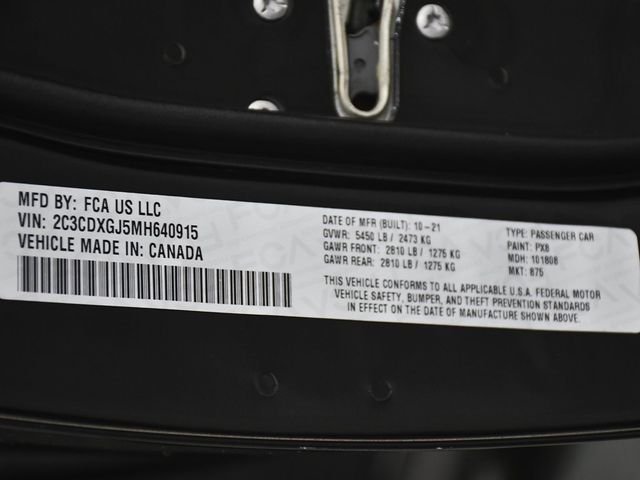 MFD BY: FCA US LLC
VIN: 2C3CDXGJ5MH640915
VEHICLE MADE IN: CANADA
DATE OF MFR (BUILT): 10-21
GVWR: 5450 LB / 2473 KG
GAWR FRONT: 2810 LB / 1275 KG
GAWR REAR: 2810 LB / 1275 KG
TYPE: PASSENGER CAR
PAINT: PX8
MDH: 101808
MKT: 875
THIS VEHICLE CONFORMS TO ALL APPLICABLE U.S.A. FEDERAL MOTOR
VEHICLE SAFETY, BUMPER, AND THEFT PREVENTION STANDARDS
IN EFFECT ON THE DATE OF MANUFACTURE SHOWN ABOVE.